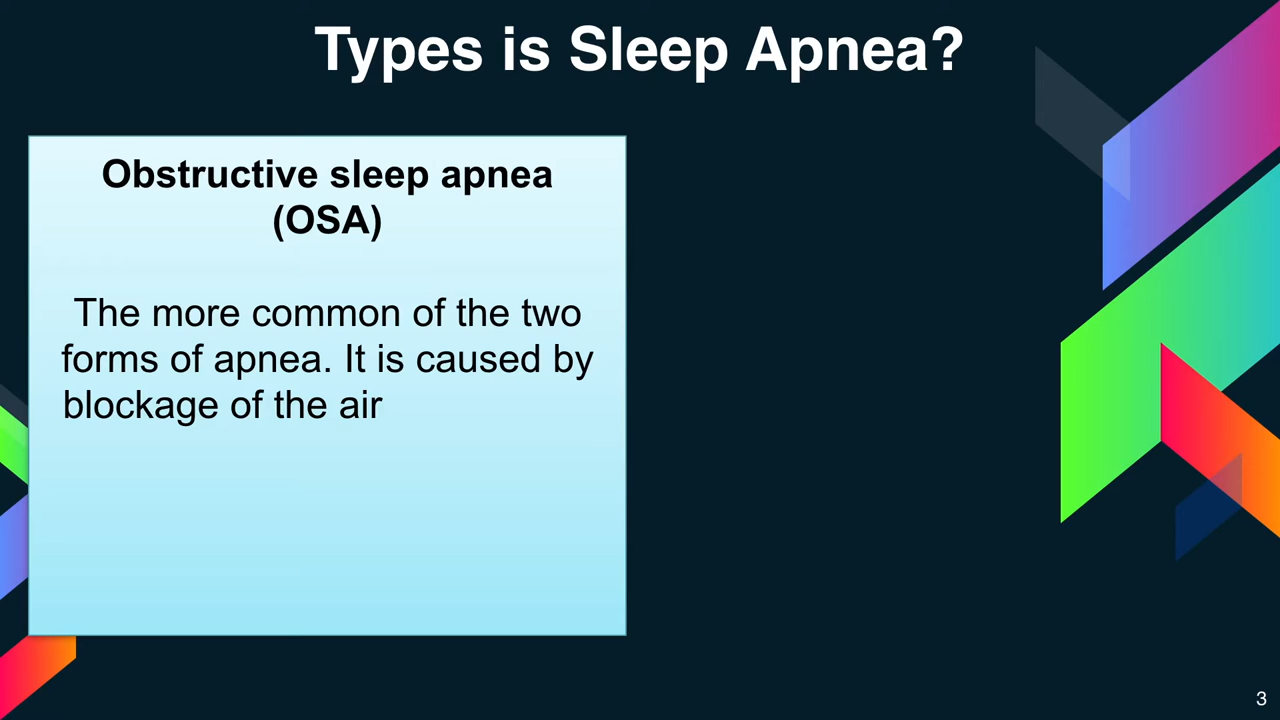 Types is Sleep Apnea?
Obstructive sleep apnea
(OSA)
The more common of the two
forms of apnea. It is caused by
blockage of the air
3